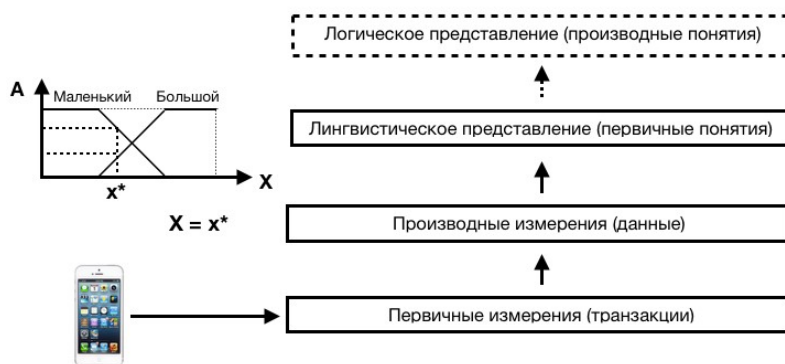 Логическое представление (производные понятия)
A
Маленький
Большой
Лингвистическое представление (первичные понятия)
X
x*
X = x*
Производные измерения (данные)
Первичные измерения (транзакции)